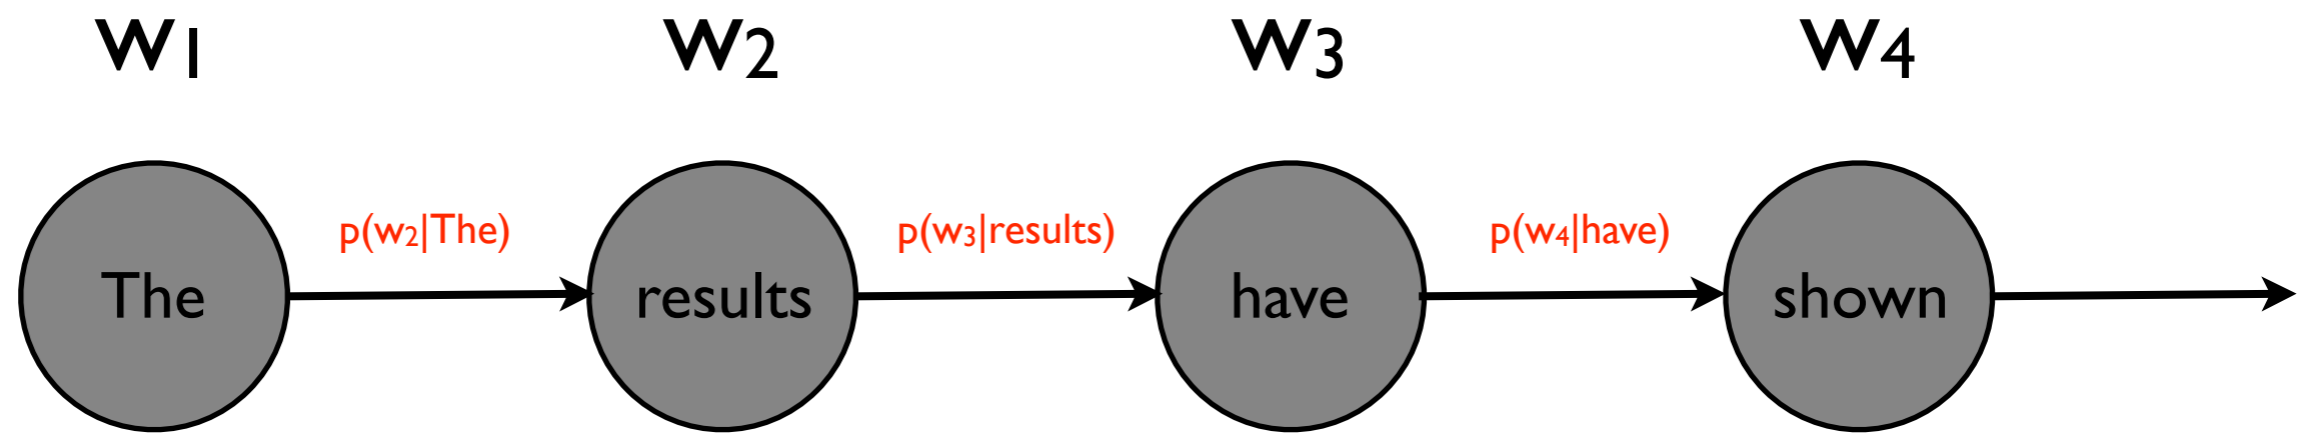 w1 w2 w3 w4
p(w2|The) p(w3|results) p(w4|have)
The results have shown